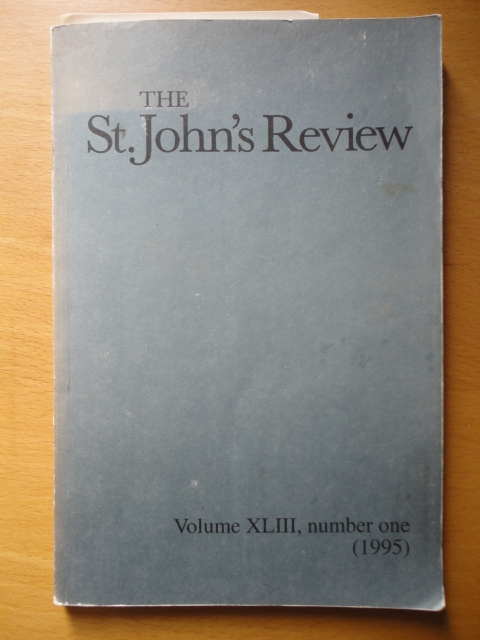 THE
St. John's Review
Volume XLIII, number one
(1995)